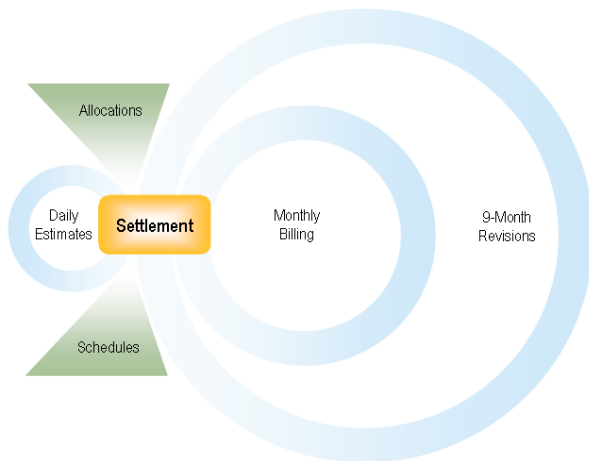 Allocations
Daily
Estimates
Settlement
Monthly
Billing
9-Month
Revisions
Schedules